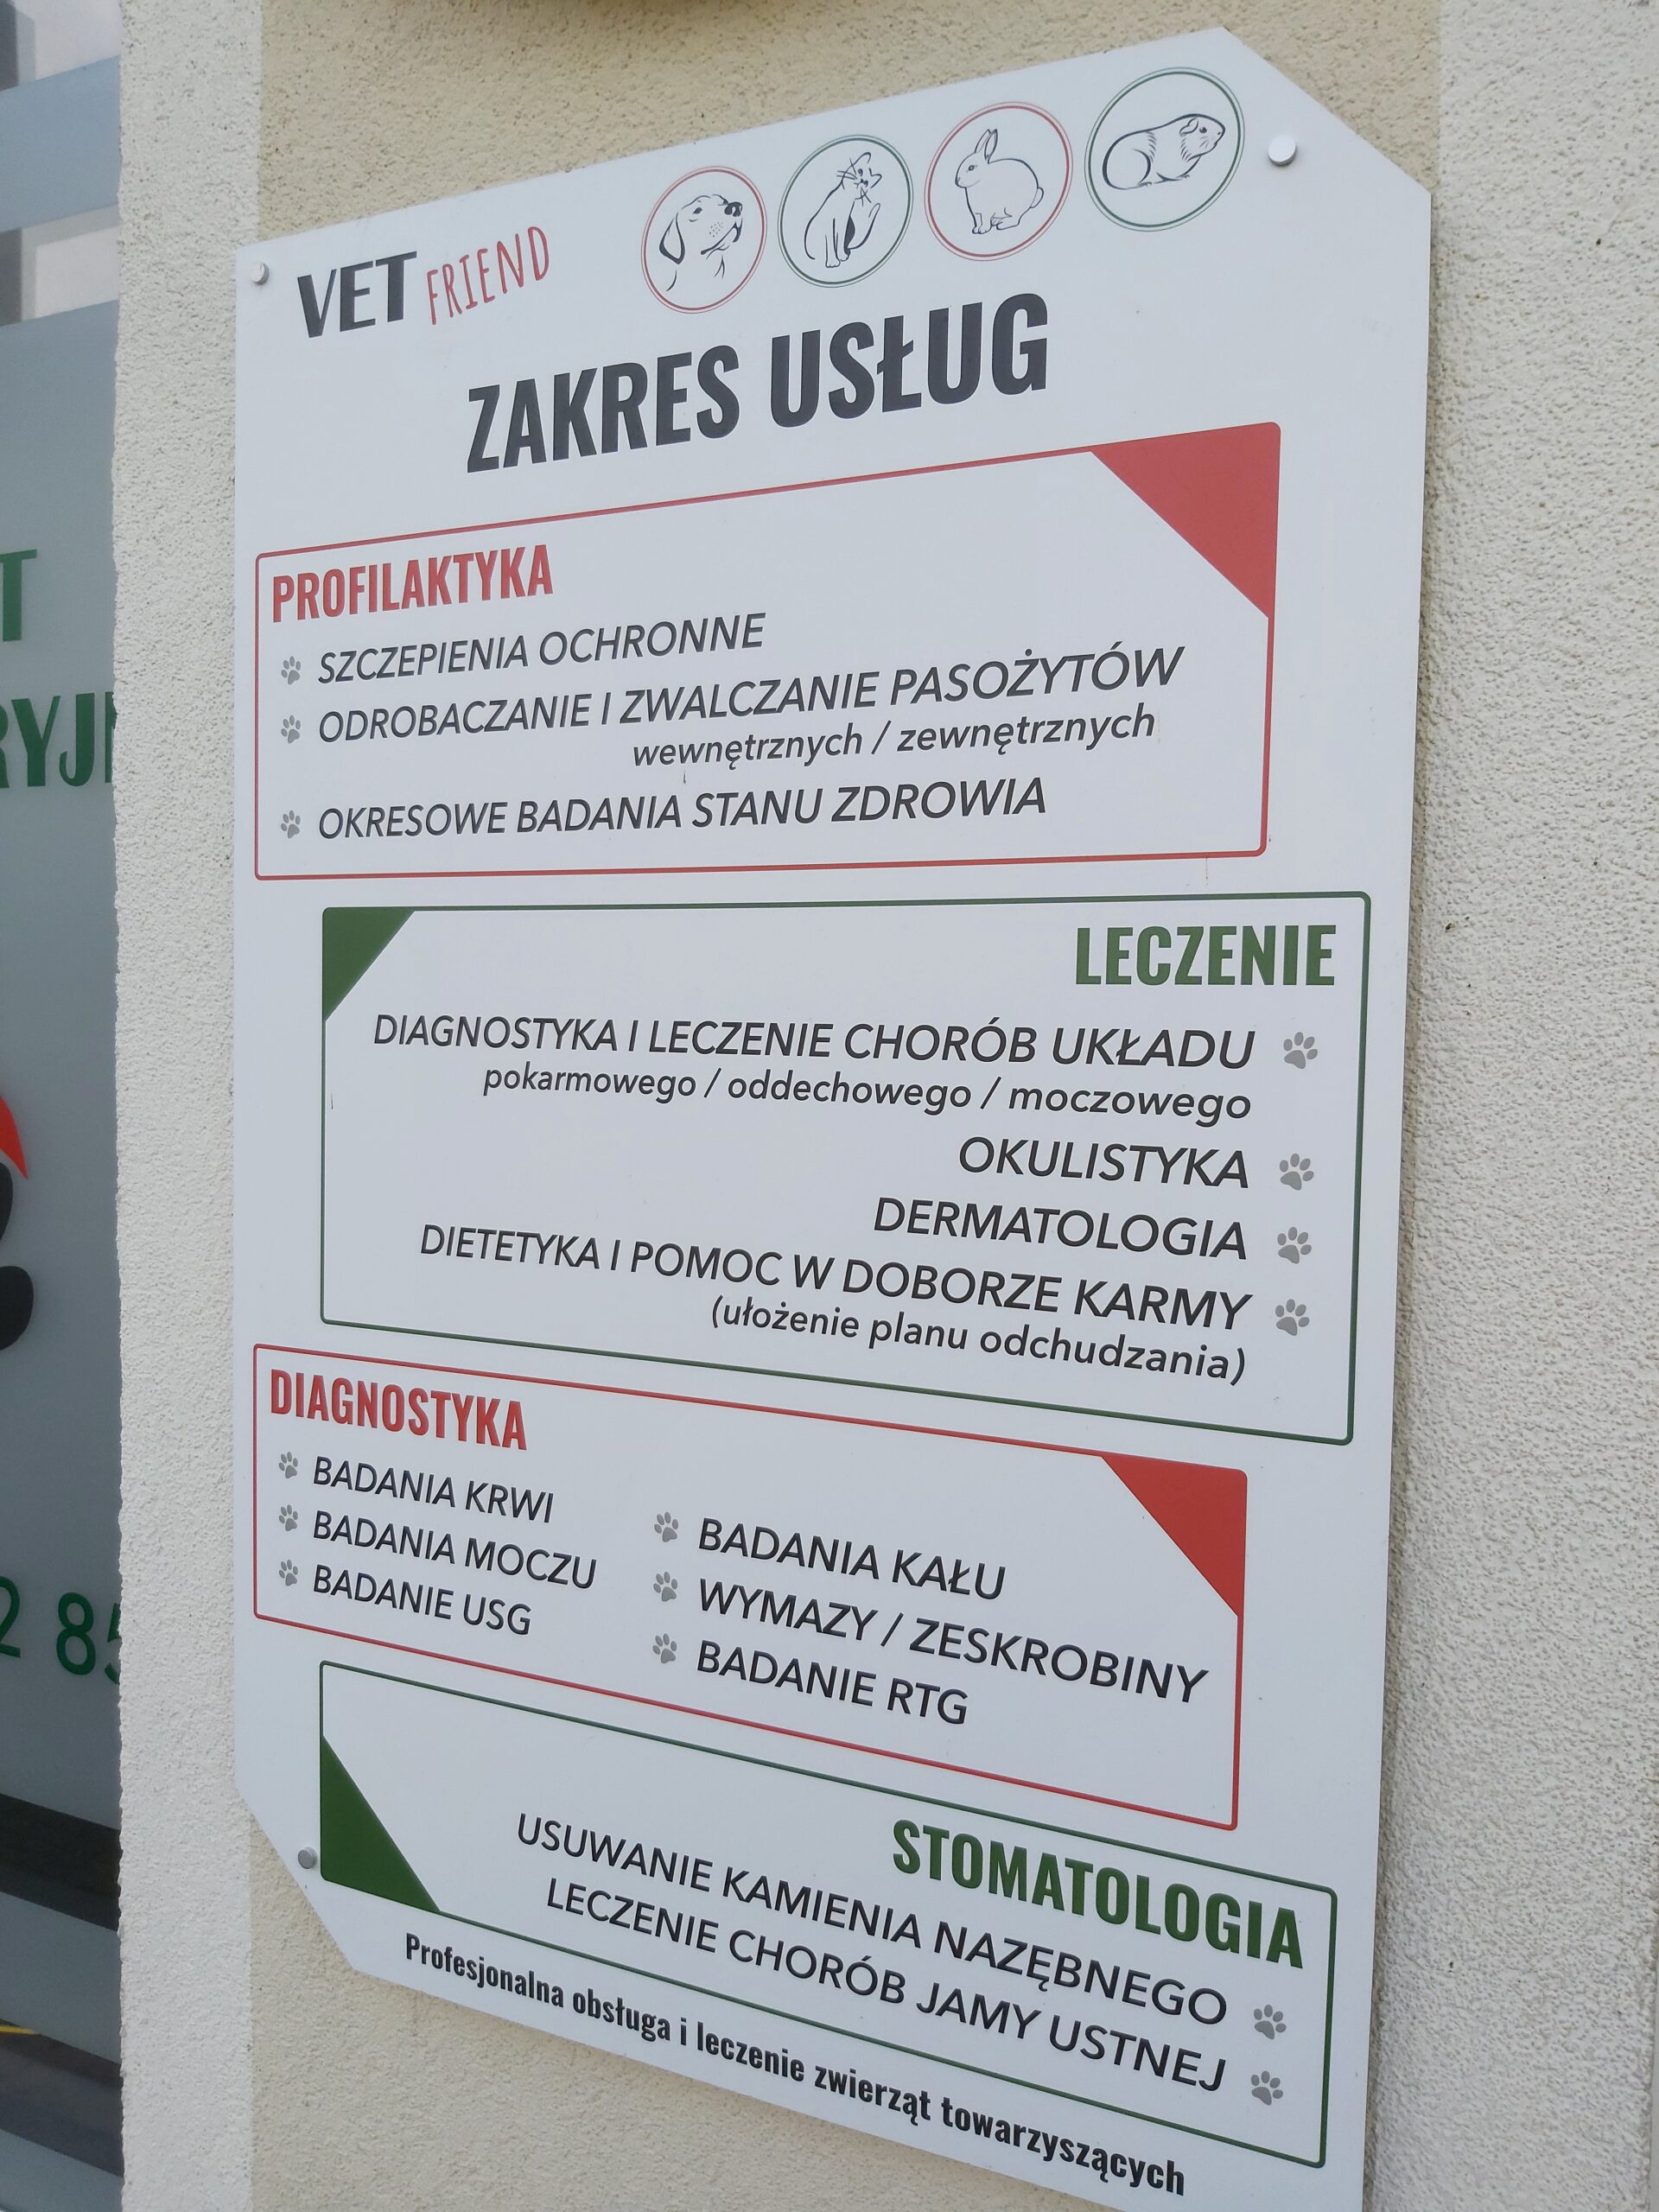 VET FRIEND
ZAKRES USŁUG
PROFILAKTYKA
SZCZEPIENIA OCHRONNE
ODROBACZANIE I ZWALCZANIE PASOŻYTÓW
wewnętrznych / zewnętrznych
OKRESOWE BADANIA STANU ZDROWIA
LECZENIE
DIAGNOSTYKA I LECZENIE CHORÓB UKŁADU
pokarmowego / oddechowego / moczowego
OKULISTYKA
DERMATOLOGIA
DIETETYKA I POMOC W DOBORZE KARMY
(ułożenie planu odchudzania)
DIAGNOSTYKA
BADANIA KRWI
BADANIA MOCZU
BADANIE USG
BADANIA KAŁU
WYMAZY / ZESKROBINY
BADANIE RTG
STOMATOLOGIA
USUWANIE KAMIENIA NAZĘBNEGO
LECZENIE CHORÓB JAMY USTNEJ
Profesjonalna obsługa i leczenie zwierząt towarzyszących